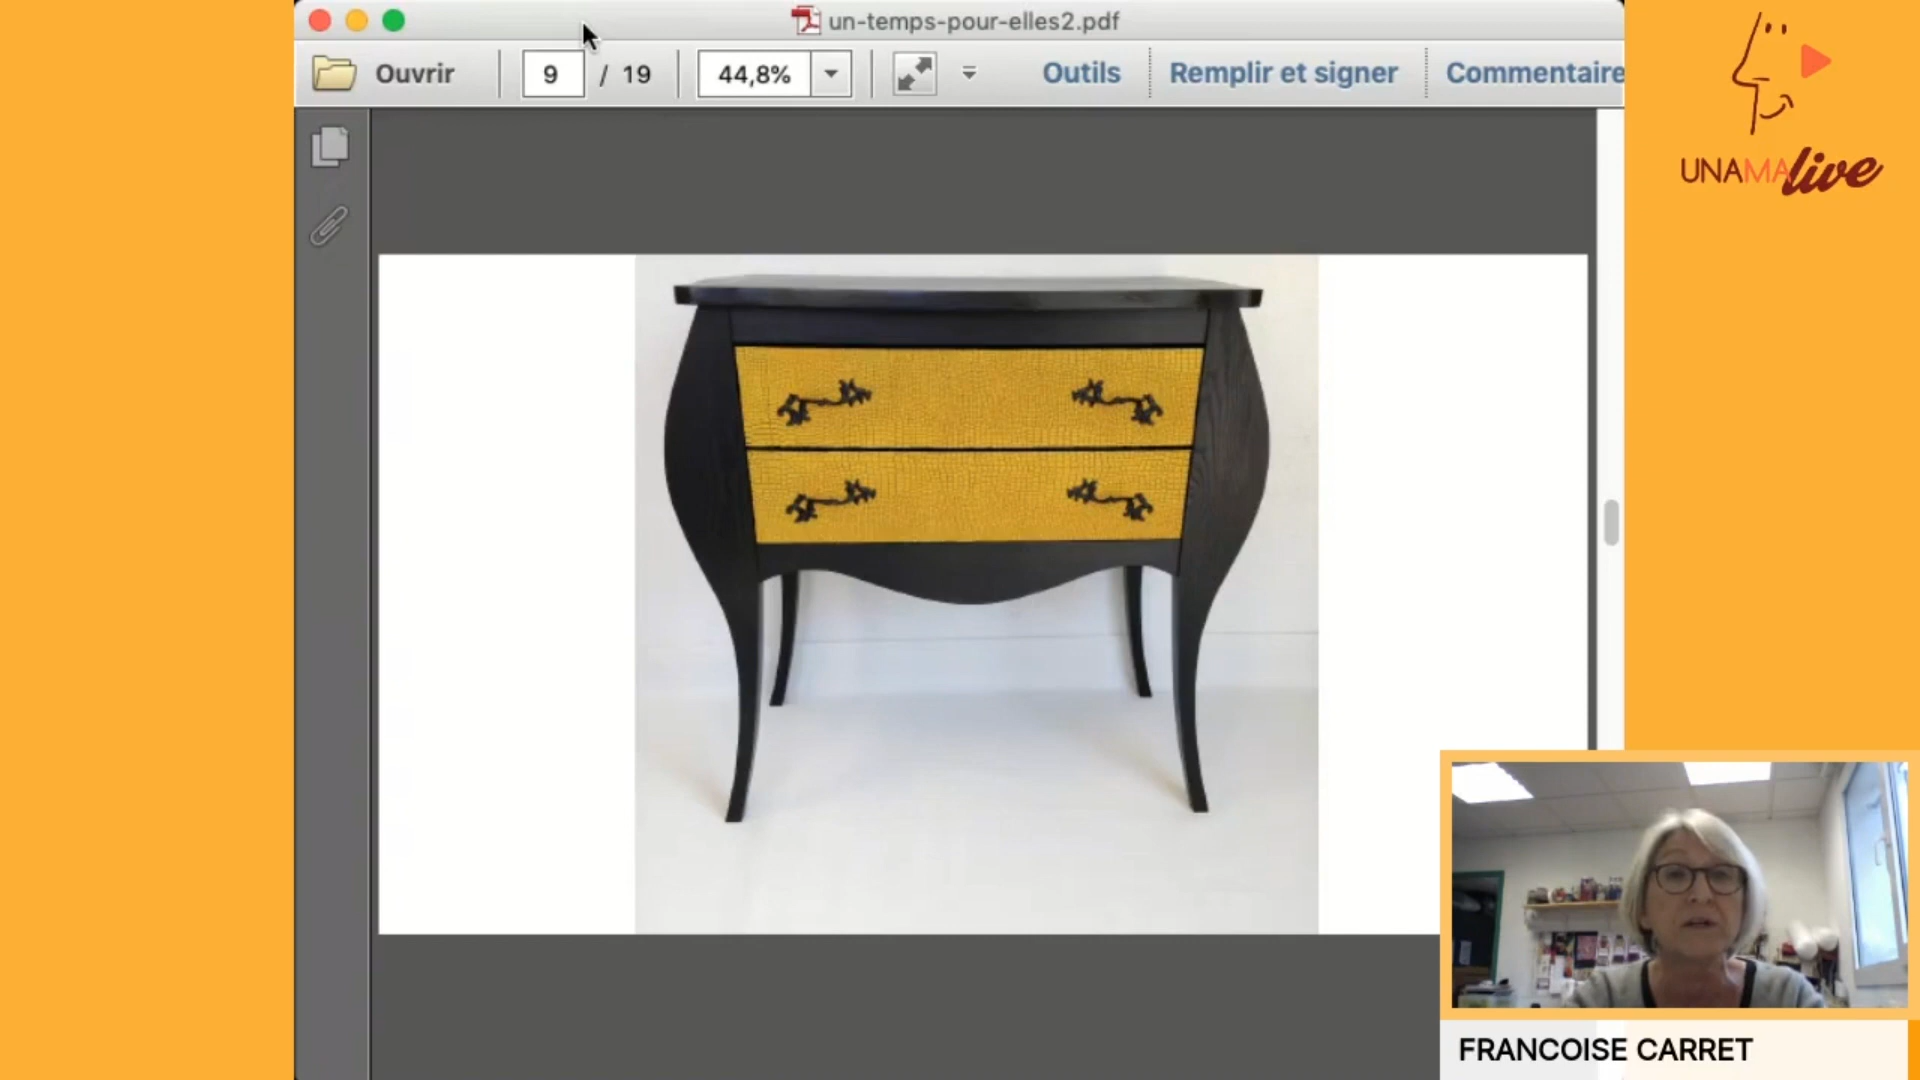 un-temps-pour-elles2.pdf
Ouvrir
9 / 19
44,8%
Outils
Remplir et signer
Commentaire
UNAMAlive
FRANCOISE CARRET